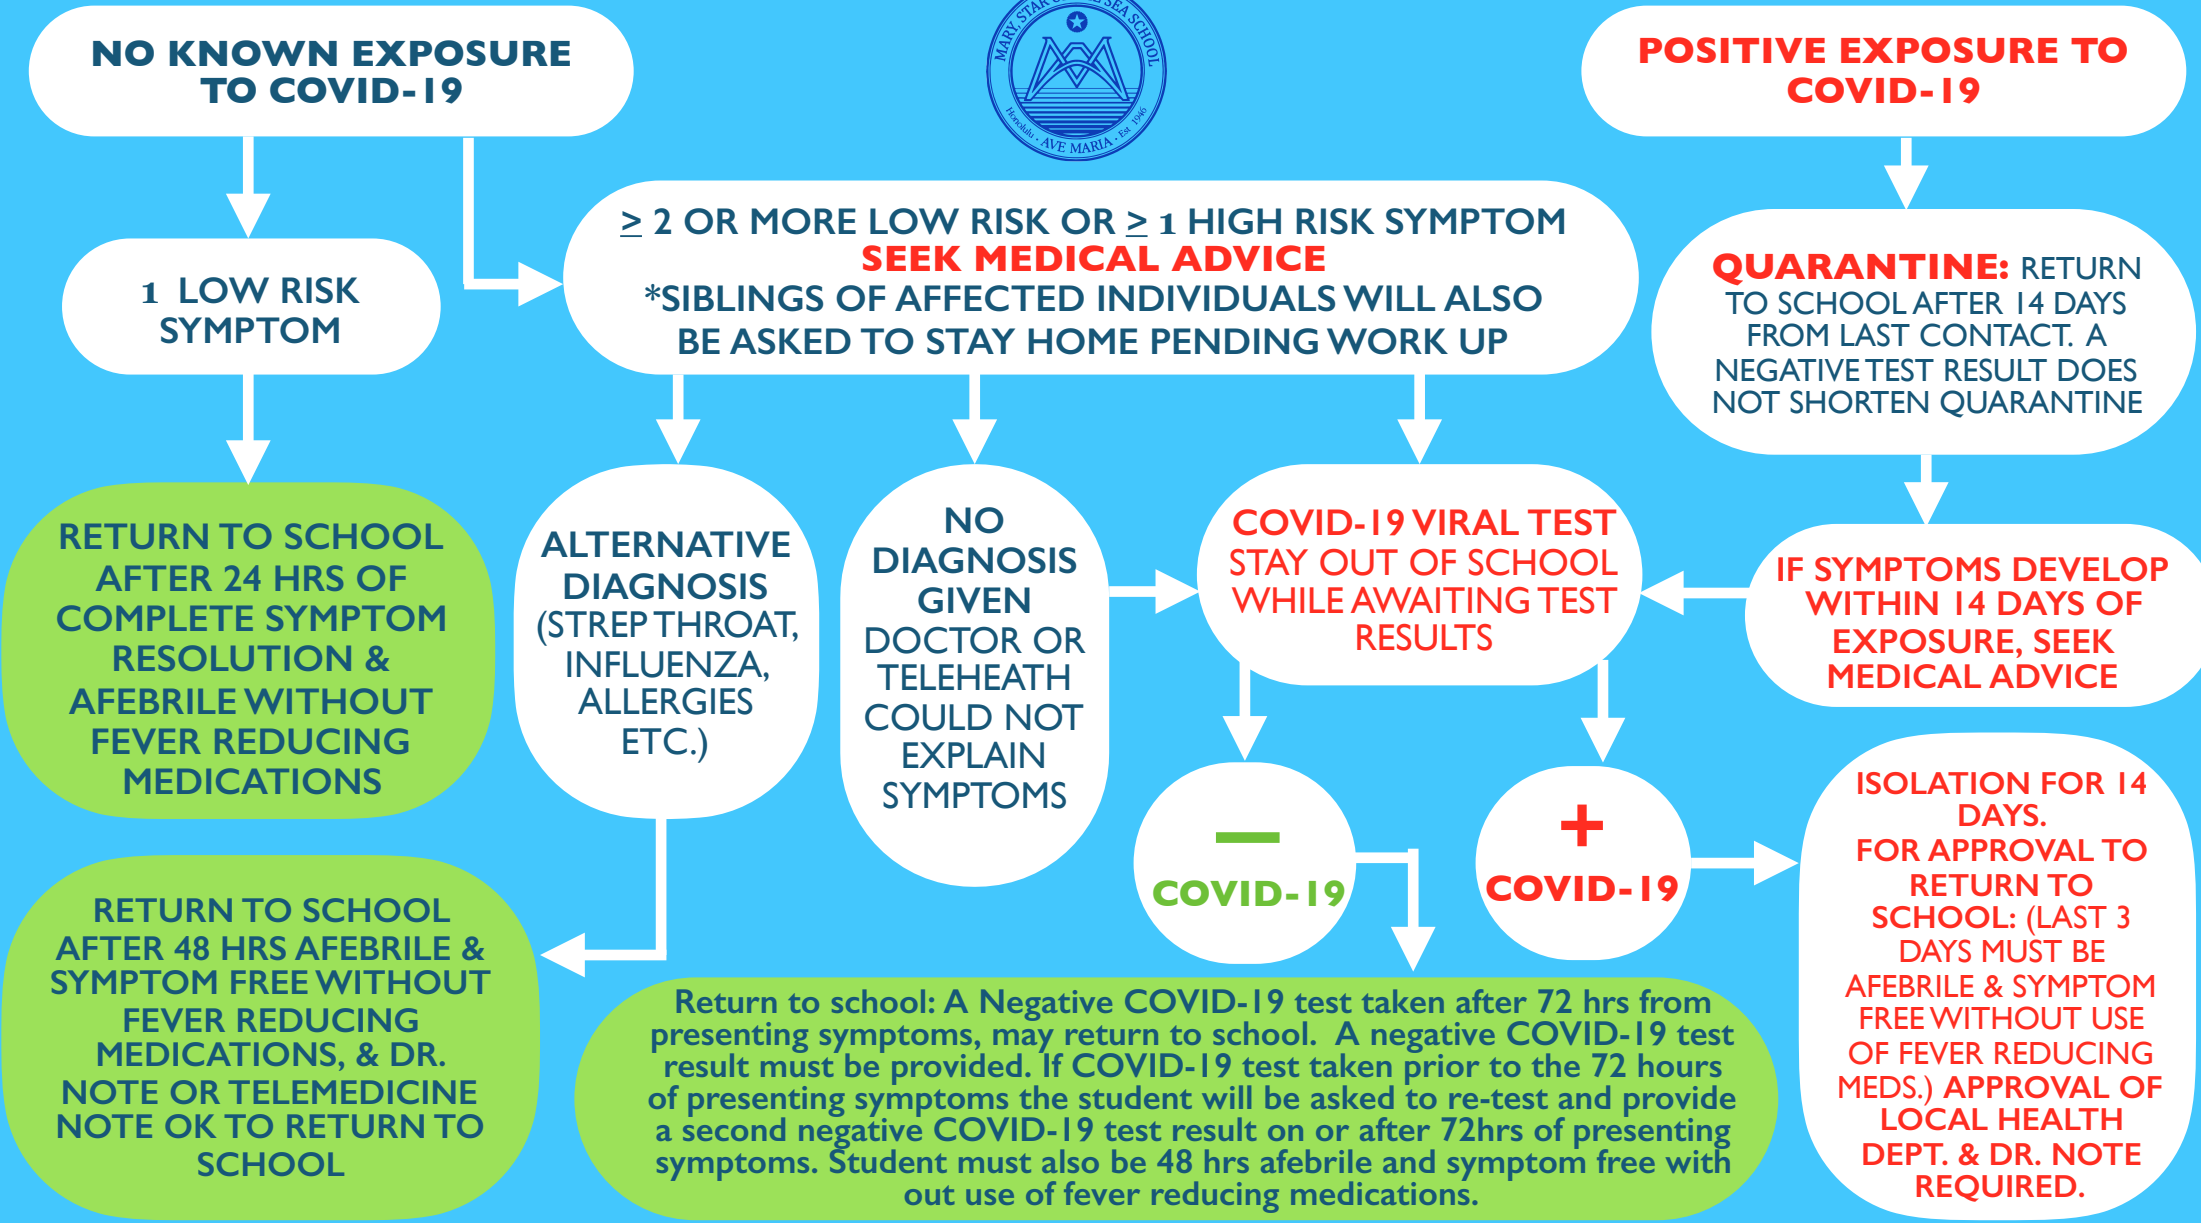 NO KNOWN EXPOSURE
TO COVID-19
MARY, STAR OF THE SEA SCHOOL
Honolulu · AVE MARIA · Est 1946
POSITIVE EXPOSURE TO
COVID-19
1 LOW RISK
SYMPTOM
≥ 2 OR MORE LOW RISK OR ≥ 1 HIGH RISK SYMPTOM
SEEK MEDICAL ADVICE
*SIBLINGS OF AFFECTED INDIVIDUALS WILL ALSO
BE ASKED TO STAY HOME PENDING WORK UP
QUARANTINE: RETURN
TO SCHOOL AFTER 14 DAYS
FROM LAST CONTACT. A
NEGATIVE TEST RESULT DOES
NOT SHORTEN QUARANTINE
RETURN TO SCHOOL
AFTER 24 HRS OF
COMPLETE SYMPTOM
RESOLUTION &
AFEBRILE WITHOUT
FEVER REDUCING
MEDICATIONS
ALTERNATIVE
DIAGNOSIS
(STREP THROAT,
INFLUENZA,
ALLERGIES
ETC.)
NO
DIAGNOSIS
GIVEN
DOCTOR OR
TELEHEATH
COULD NOT
EXPLAIN
SYMPTOMS
COVID-19 VIRAL TEST
STAY OUT OF SCHOOL
WHILE AWAITING TEST
RESULTS
IF SYMPTOMS DEVELOP
WITHIN 14 DAYS OF
EXPOSURE, SEEK
MEDICAL ADVICE
—
COVID-19
+
COVID-19
ISOLATION FOR 14
DAYS.
FOR APPROVAL TO
RETURN TO
SCHOOL: (LAST 3
DAYS MUST BE
AFEBRILE & SYMPTOM
FREE WITHOUT USE
OF FEVER REDUCING
MEDS.) APPROVAL OF
LOCAL HEALTH
DEPT. & DR. NOTE
REQUIRED.
RETURN TO SCHOOL
AFTER 48 HRS AFEBRILE &
SYMPTOM FREE WITHOUT
FEVER REDUCING
MEDICATIONS, & DR.
NOTE OR TELEMEDICINE
NOTE OK TO RETURN TO
SCHOOL
Return to school: A Negative COVID-19 test taken after 72 hrs from
presenting symptoms, may return to school. A negative COVID-19 test
result must be provided. If COVID-19 test taken prior to the 72 hours
of presenting symptoms the student will be asked to re-test and provide
a second negative COVID-19 test result on or after 72hrs of presenting
symptoms. Student must also be 48 hrs afebrile and symptom free with
out use of fever reducing medications.